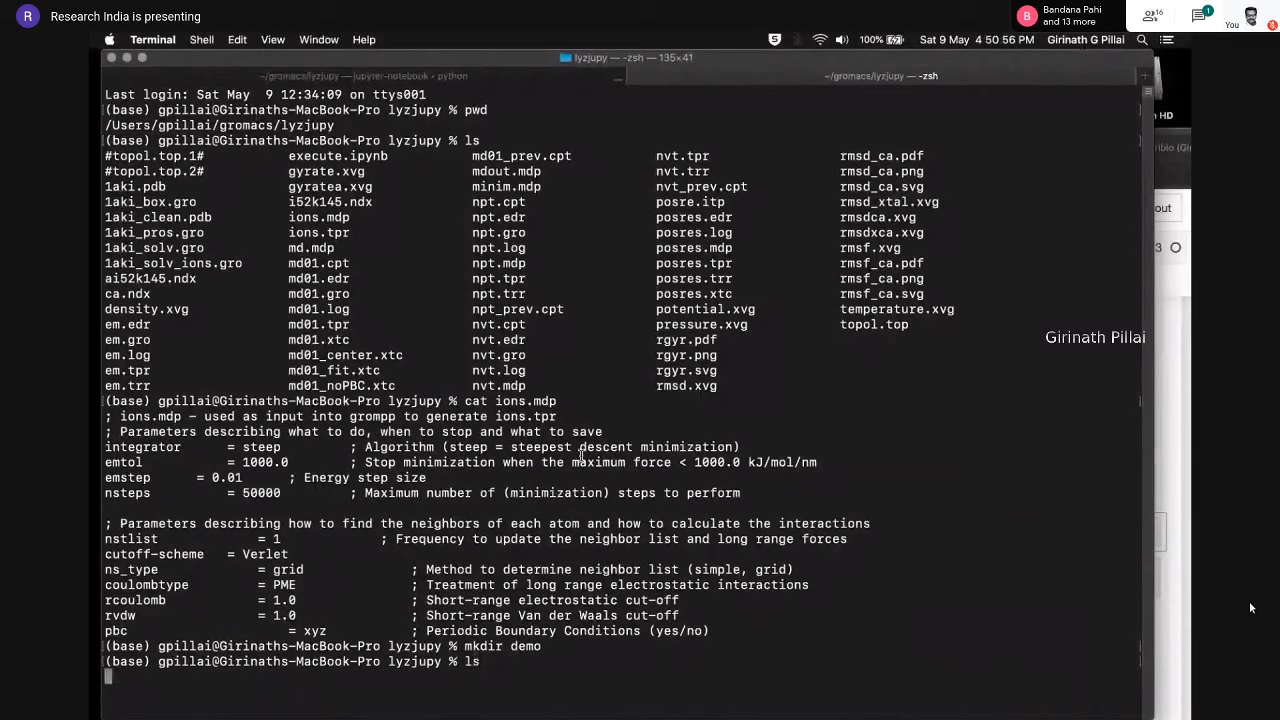 R Research India is presenting
B Bandana Pahi
and 13 more
16
1
You
Terminal Shell Edit View Window Help
5 100% Sat 9 May 4:50:56 PM Girinath G Pillai
lyzjupy — -zsh — 135×41
~/gromacs/lyzjupy — jupyter-notebook • python
~/gromacs/lyzjupy — -zsh +
Last login: Sat May  9 12:34:09 on ttys001
(base) gpillai@Girinaths-MacBook-Pro lyzjupy % pwd
/Users/gpillai/gromacs/lyzjupy
(base) gpillai@Girinaths-MacBook-Pro lyzjupy % ls
#topol.top.1# execute.ipynb md01_prev.cpt nvt.tpr rmsd_ca.pdf
#topol.top.2# gyrate.xvg mdout.mdp nvt.trr rmsd_ca.png
1aki.pdb gyratea.xvg minim.mdp nvt_prev.cpt rmsd_ca.svg
1aki_box.gro i52k145.ndx npt.cpt posre.itp rmsd_xtal.xvg
1aki_clean.pdb ions.mdp npt.edr posres.edr rmsdca.xvg
1aki_pros.gro ions.tpr npt.gro posres.log rmsdxca.xvg
1aki_solv.gro md.mdp npt.log posres.mdp rmsf.xvg
1aki_solv_ions.gro md01.cpt npt.mdp posres.tpr rmsf_ca.pdf
ai52k145.ndx md01.edr npt.tpr posres.trr rmsf_ca.png
ca.ndx md01.gro npt.trr posres.xtc rmsf_ca.svg
density.xvg md01.log npt_prev.cpt potential.xvg temperature.xvg
em.edr md01.tpr nvt.cpt pressure.xvg topol.top
em.gro md01.xtc nvt.edr rgyr.pdf
em.log md01_center.xtc nvt.gro rgyr.png
em.tpr md01_fit.xtc nvt.log rgyr.svg
em.trr md01_noPBC.xtc nvt.mdp rmsd.xvg
(base) gpillai@Girinaths-MacBook-Pro lyzjupy % cat ions.mdp
; ions.mdp - used as input into grompp to generate ions.tpr
; Parameters describing what to do, when to stop and what to save
integrator = steep ; Algorithm (steep = steepest descent minimization)
emtol = 1000.0 ; Stop minimization when the maximum force < 1000.0 kJ/mol/nm
emstep = 0.01 ; Energy step size
nsteps = 50000 ; Maximum number of (minimization) steps to perform
; Parameters describing how to find the neighbors of each atom and how to calculate the interactions
nstlist = 1 ; Frequency to update the neighbor list and long range forces
cutoff-scheme = Verlet
ns_type = grid ; Method to determine neighbor list (simple, grid)
coulombtype = PME ; Treatment of long range electrostatic interactions
rcoulomb = 1.0 ; Short-range electrostatic cut-off
rvdw = 1.0 ; Short-range Van der Waals cut-off
pbc = xyz ; Periodic Boundary Conditions (yes/no)
(base) gpillai@Girinaths-MacBook-Pro lyzjupy % mkdir demo
(base) gpillai@Girinaths-MacBook-Pro lyzjupy % ls
Girinath Pillai
HD
out
3